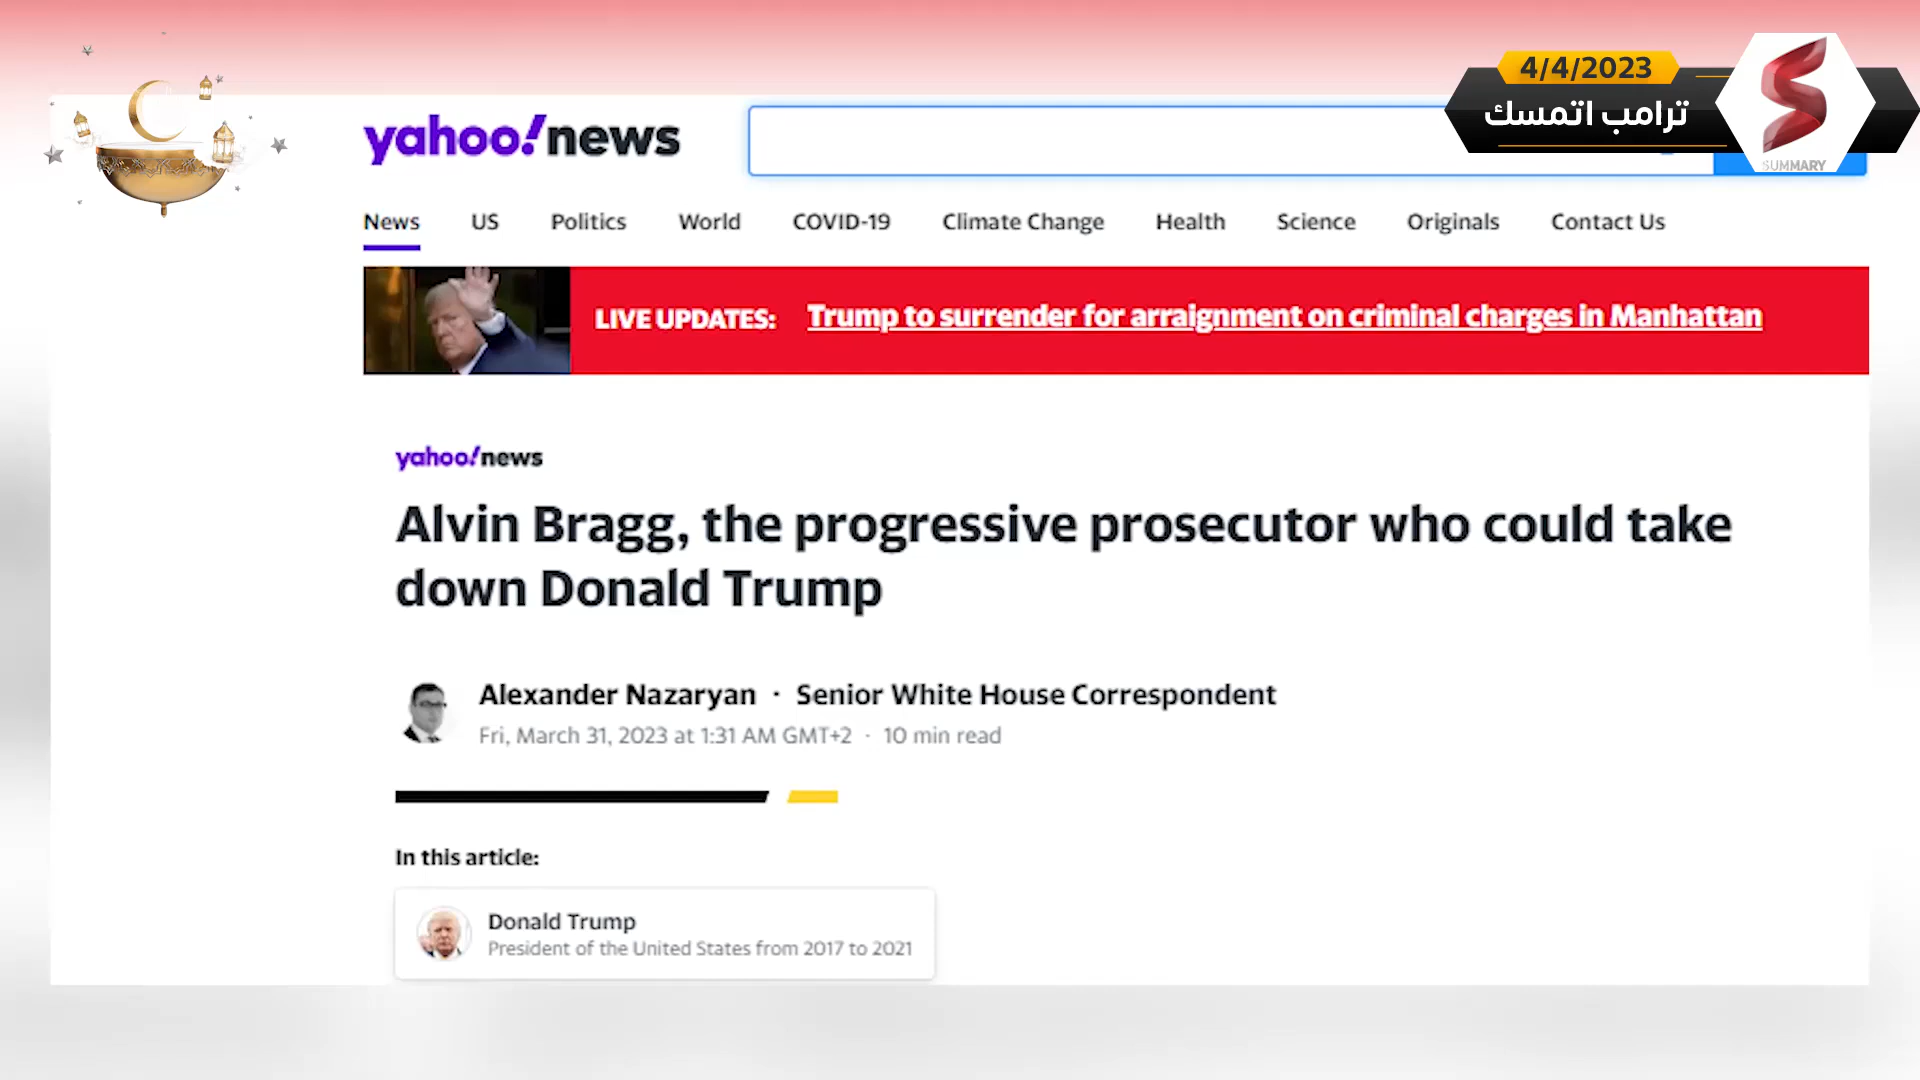 4/4/2023
ترامب اتمسك
SUMMARY
yahoo!news
News US Politics World COVID-19 Climate Change Health Science Originals Contact Us
LIVE UPDATES: Trump to surrender for arraignment on criminal charges in Manhattan
yahoo!news
Alvin Bragg, the progressive prosecutor who could take
down Donald Trump
Alexander Nazaryan · Senior White House Correspondent
Fri, March 31, 2023 at 1:31 AM GMT+2 · 10 min read
In this article:
Donald Trump
President of the United States from 2017 to 2021